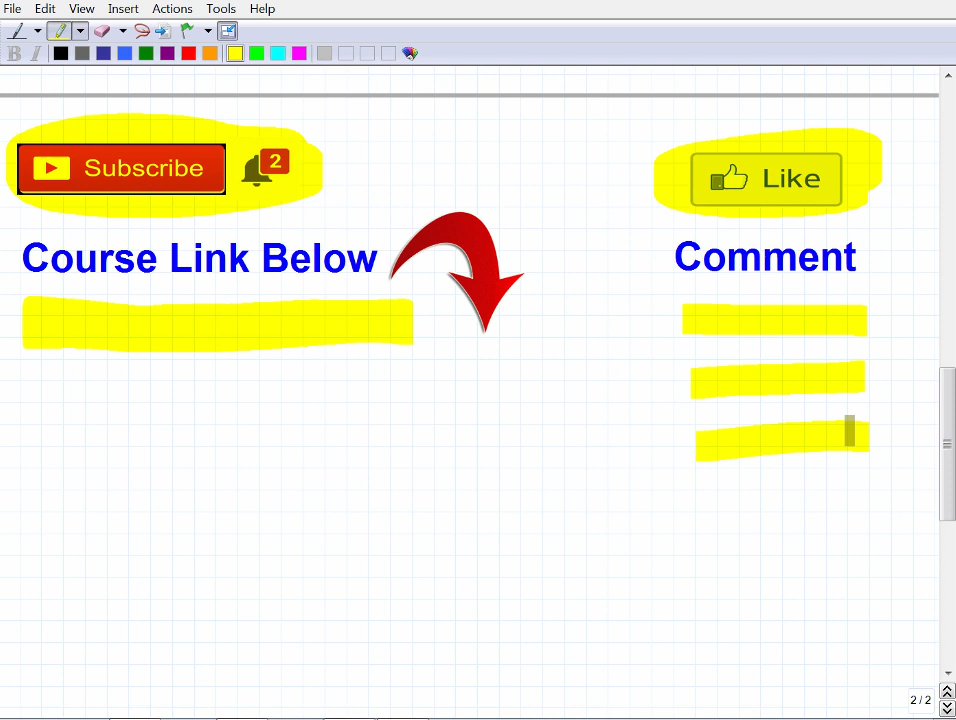 File Edit View Insert Actions Tools Help
B I
Subscribe 2
Like
Course Link Below
Comment
2 / 2